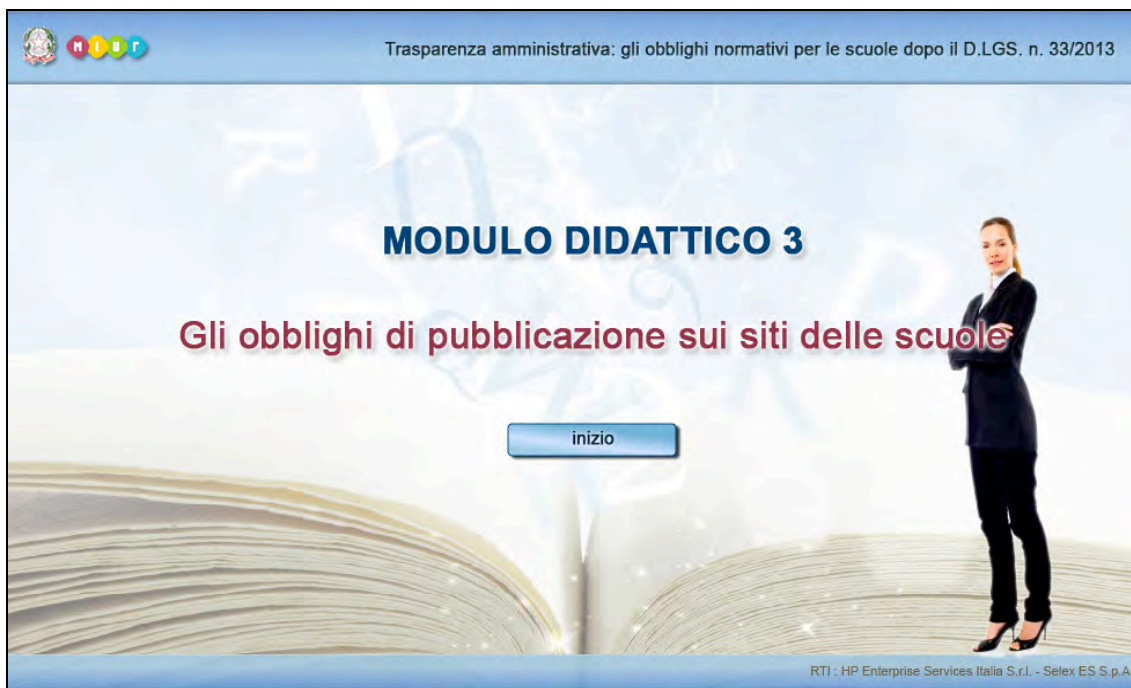 MIUR
Trasparenza amministrativa: gli obblighi normativi per le scuole dopo il D.LGS. n. 33/2013
MODULO DIDATTICO 3
Gli obblighi di pubblicazione sui siti delle scuole
inizio
RTI : HP Enterprise Services Italia S.r.l. - Selex ES S.p.A